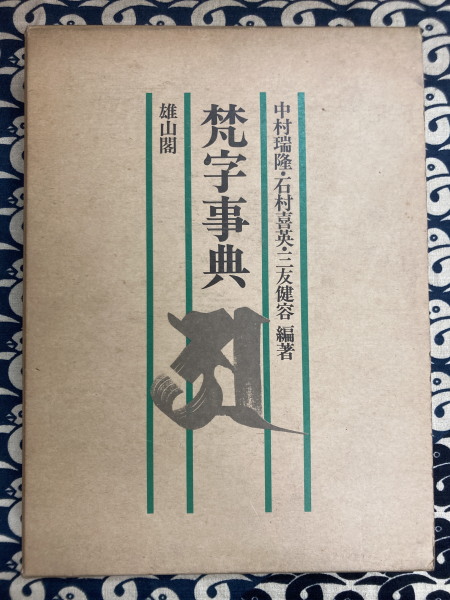 中村瑞隆・石村喜英・三友健容 編著
梵字事典
雄山閣
𑖀